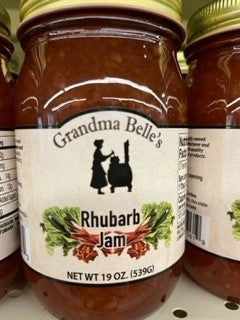 Grandma Belle's
Rhubarb
Jam
NET WT 19 OZ. (539G)